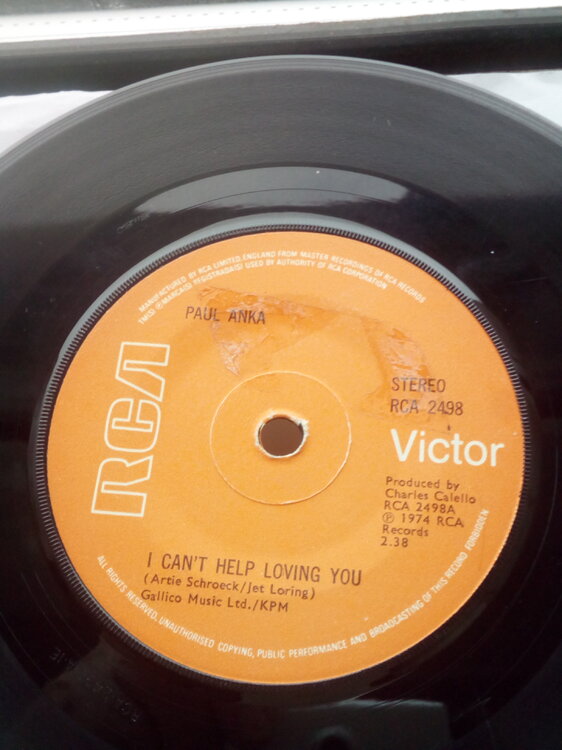 MANUFACTURED BY RCA LIMITED, ENGLAND FROM MASTER RECORDINGS OF RCA RECORDS
TM(S) ® MARCA(S) REGISTRADA(S) USED BY AUTHORITY OF RCA CORPORATION
PAUL ANKA
STEREO
RCA 2498
RCA
Victor
Produced by
Charles Calello
RCA 2498A
℗ 1974 RCA
Records
2.38
I CAN'T HELP LOVING YOU
(Artie Schroeck/Jet Loring)
Gallico Music Ltd./KPM
ALL RIGHTS RESERVED, UNAUTHORISED COPYING, PUBLIC PERFORMANCE AND BROADCASTING OF THIS RECORD FORBIDDEN